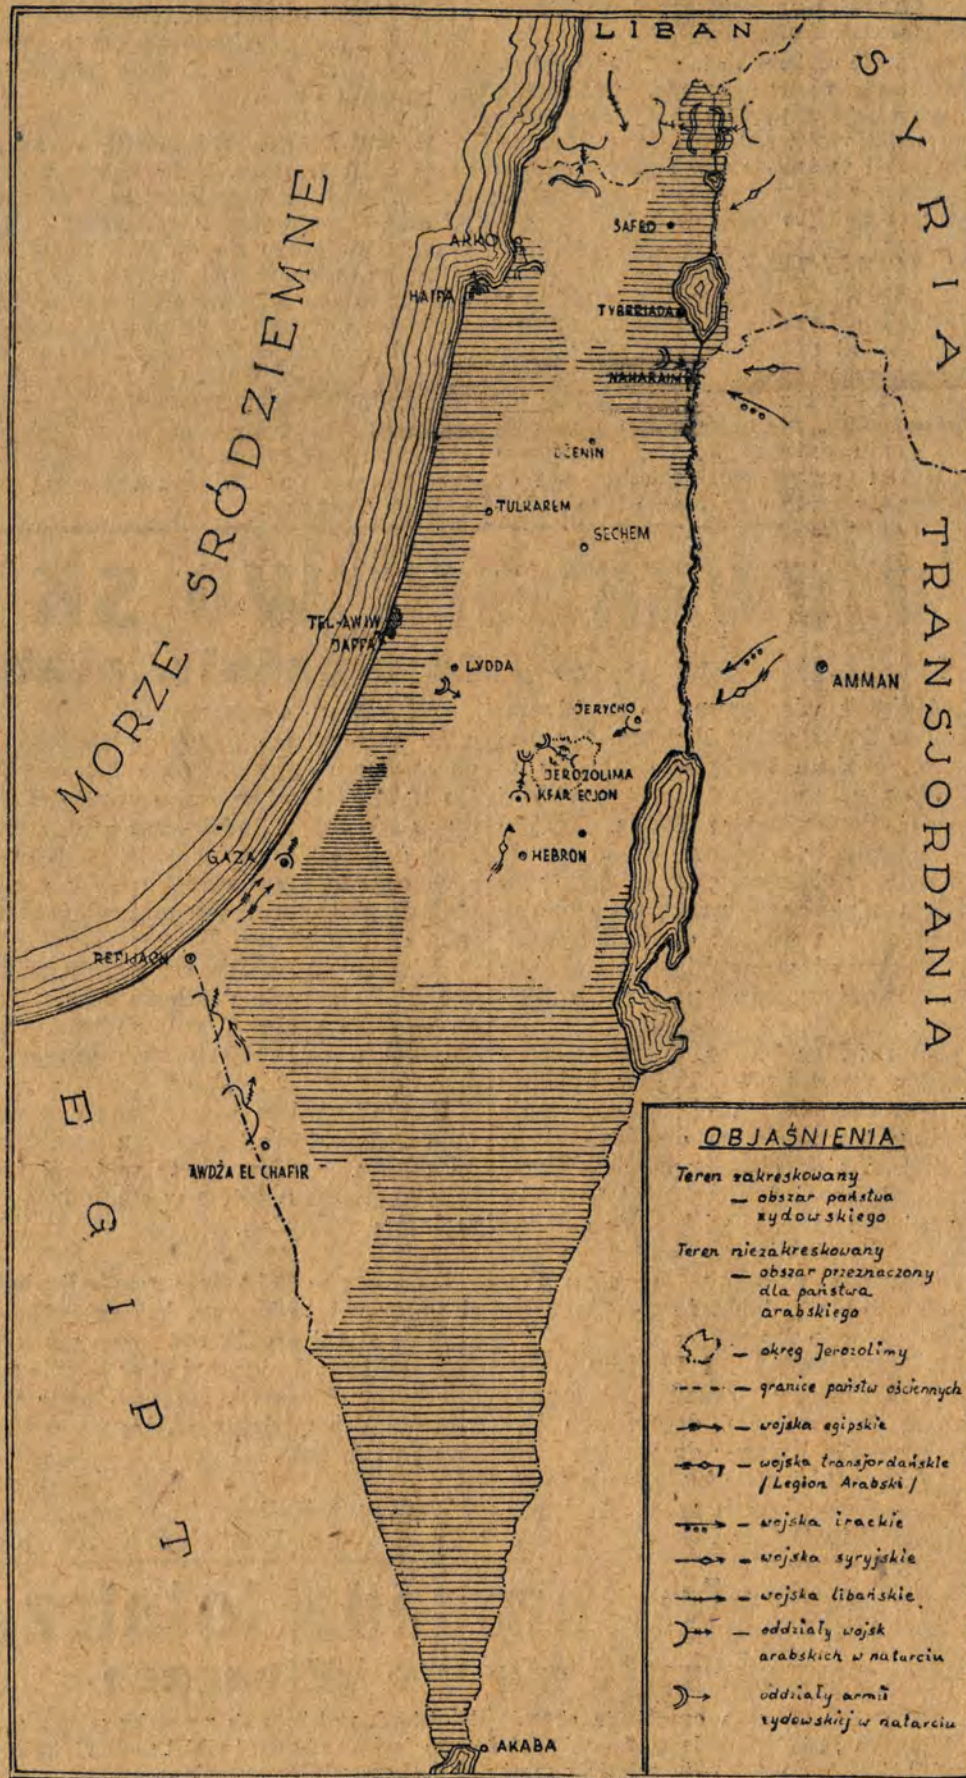 LIBAN
SYRIA
MORZE SRÓDZIEMNE
AKKO
HAIFA
SAFED
TYBERIADA
NAHARAIM
DŻENIN
TULKAREM
SECHEM
TEL-AWIW
JAFFA
LYDDA
AMMAN
TRANSJORDANIA
JERYCHO
JEROZOLIMA
KFAR ECJON
HEBRON
GAZA
REFIJACH
EGIPT
AWDŻA EL CHAFIR
AKABA
OBJAŚNIENIA
Teren zakreskowany
— obszar państwa
żydowskiego
Teren niezakreskowany
— obszar przeznaczony
dla państwa
arabskiego
— okręg Jerozolimy
— granice państw ościennych
— wojska egipskie
— wojska transjordańskie
/Legion Arabski/
— wojska irackie
— wojska syryjskie
— wojska libańskie
— oddziały wojsk
arabskich w natarciu
oddziały armii
żydowskiej w natarciu